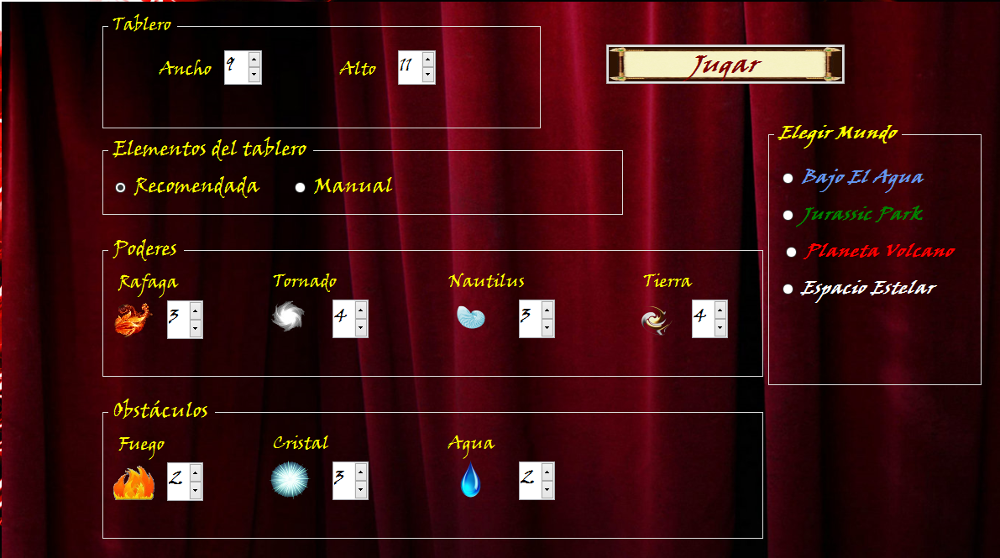 Tablero
Ancho 9 Alto 11
Jugar
Elementos del tablero
Recomendada Manual
Elegir Mundo
Bajo El Agua
Jurassic Park
Planeta Volcano
Espacio Estelar
Poderes
Rafaga Tornado Nautilus Tierra
3 4 3 4
Obstáculos
Fuego Cristal Agua
2 3 2